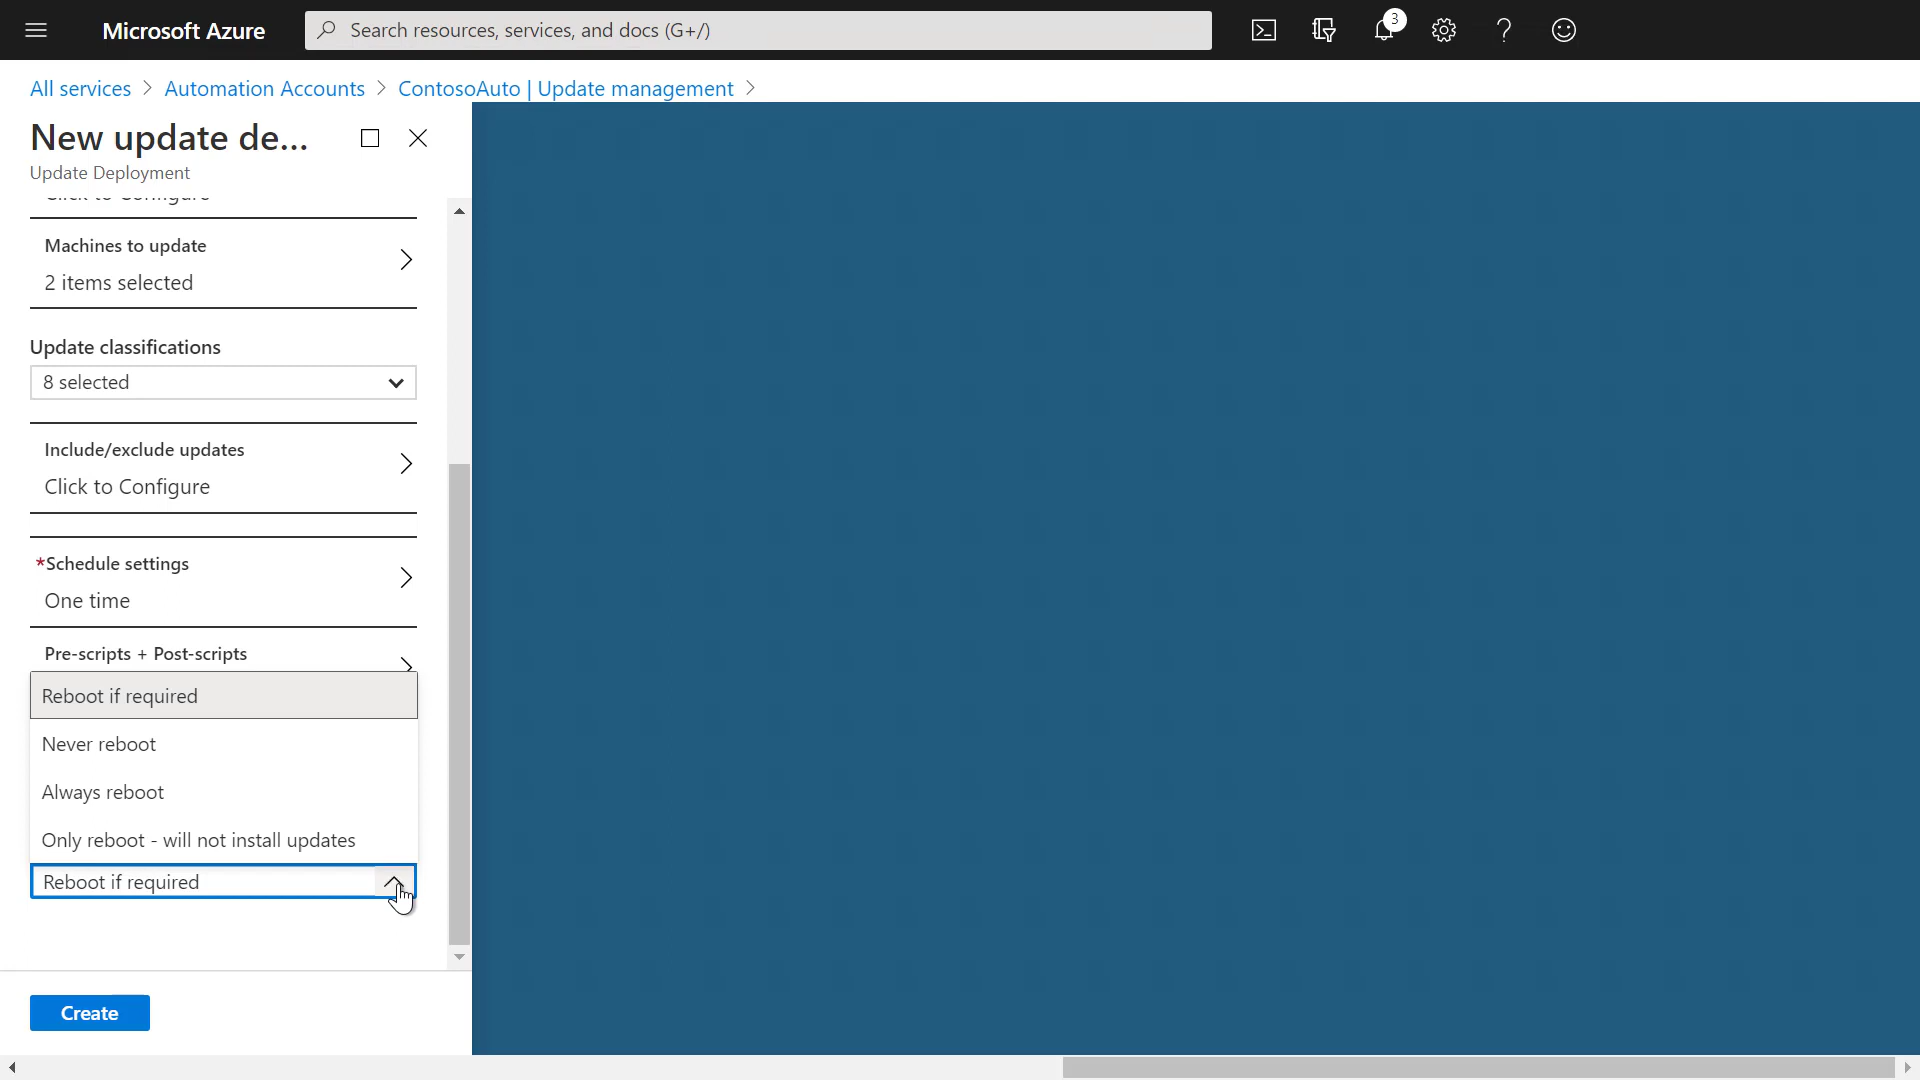 Microsoft Azure
Search resources, services, and docs (G+/)
3
All services > Automation Accounts > ContosoAuto | Update management >
New update de...
Update Deployment
Click to Configure
Machines to update
2 items selected
Update classifications
8 selected
Include/exclude updates
Click to Configure
*Schedule settings
One time
Pre-scripts + Post-scripts
Reboot if required
Never reboot
Always reboot
Only reboot - will not install updates
Reboot if required
Create